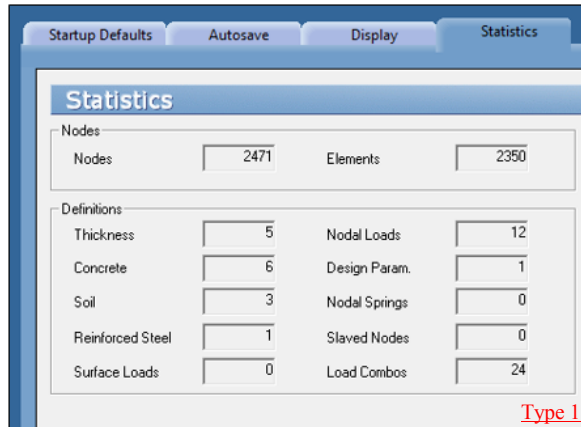 Startup Defaults Autosave Display Statistics
Statistics
Nodes
Nodes 2471 Elements 2350
Definitions
Thickness 5 Nodal Loads 12
Concrete 6 Design Param. 1
Soil 3 Nodal Springs 0
Reinforced Steel 1 Slaved Nodes 0
Surface Loads 0 Load Combos 24
Type 1